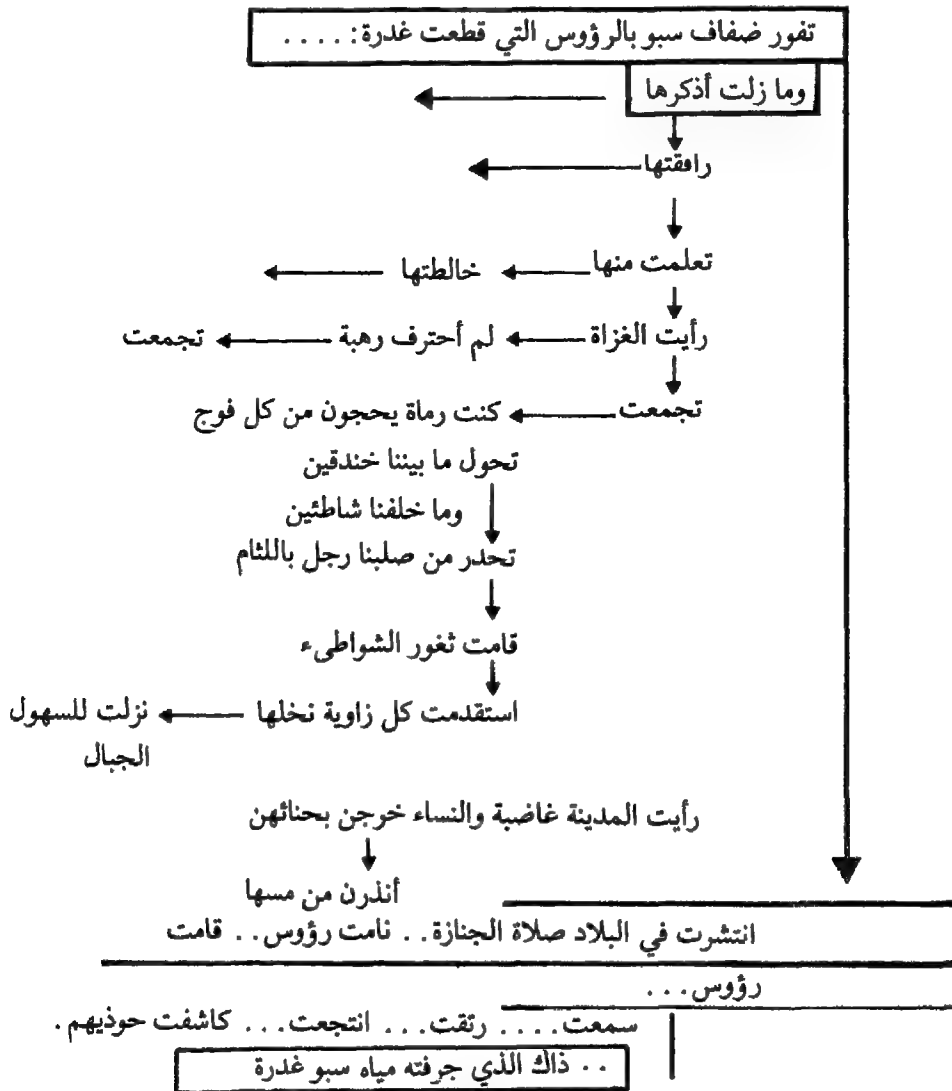 تفور ضفاف سبو بالرؤوس التي قطعت غدرة: ....
وما زلت أذكرها
رافقتها
تعلمت منها خالطتها
رأيت الغزاة لم أحترف رهبة تجمعت
تجمعت كنت رماة يحجون من كل فوج
تحول ما بيننا خندقين
وما خلفنا شاطئين
تحدر من صلبنا رجل باللثام
قامت ثغور الشواطىء
استقدمت كل زاوية نخلها نزلت للسهول
الجبال
رأيت المدينة غاضبة والنساء خرجن بحنائهن
أنذرن من مسها
انتشرت في البلاد صلاة الجنازة.. نامت رؤوس.. قامت
رؤوس...
سمعت.... رتقت... انتجعت... كاشفت حوذيهم.
.. ذاك الذي جرفته مياه سبو غدرة